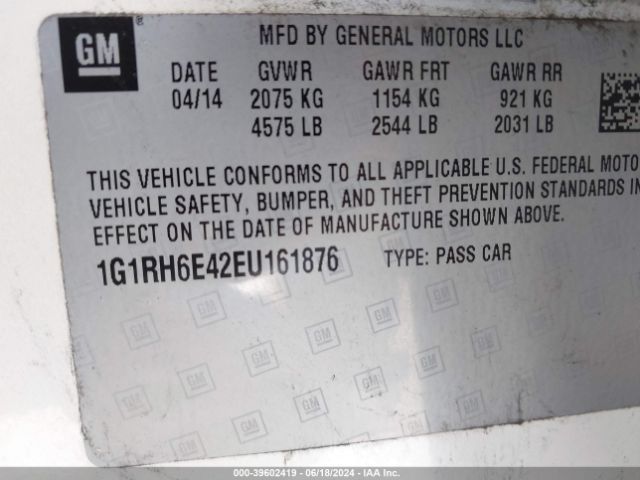 GM
MFD BY GENERAL MOTORS LLC
DATE GVWR GAWR FRT GAWR RR
04/14 2075 KG 1154 KG 921 KG
4575 LB 2544 LB 2031 LB
THIS VEHICLE CONFORMS TO ALL APPLICABLE U.S. FEDERAL MOTO
VEHICLE SAFETY, BUMPER, AND THEFT PREVENTION STANDARDS IN
EFFECT ON THE DATE OF MANUFACTURE SHOWN ABOVE.
1G1RH6E42EU161876 TYPE: PASS CAR
000-39602419 - 06/18/2024 - IAA Inc.